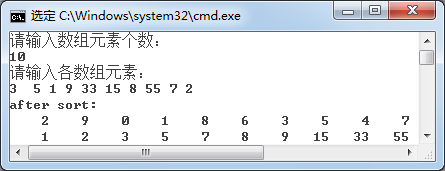 选定 C:\Windows\system32\cmd.exe
请输入数组元素个数：
10
请输入各数组元素：
3  5 1 9 33 15 8 55 7 2
after sort:
    2    9    0    1    8    6    3    5    4    7
    1    2    3    5    7    8    9   15   33   55